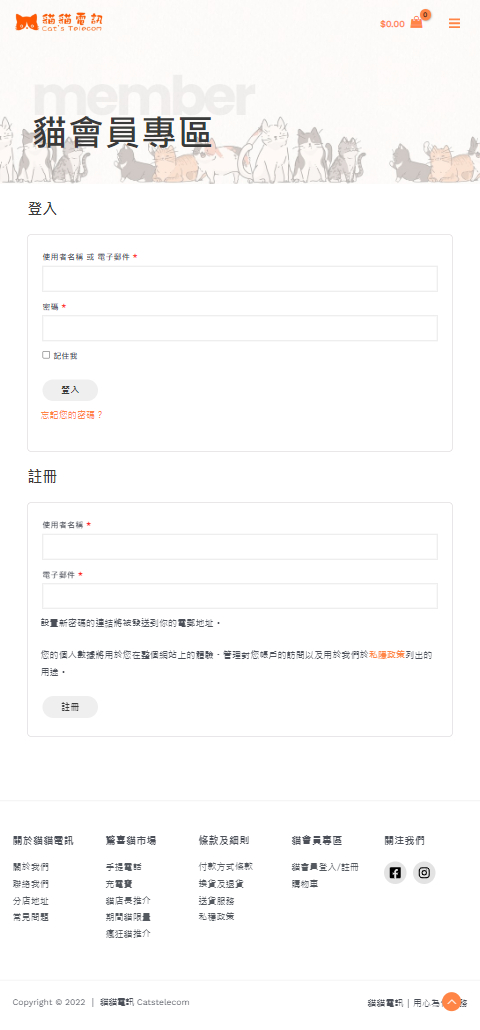 貓貓電訊
Cat's Telecom
$0.00
0
member
貓會員專區
登入
使用者名稱 或 電子郵件 *
密碼 *
記住我
登入
忘記您的密碼？
註冊
使用者名稱 *
電子郵件 *
設置新密碼的連結將被發送到你的電郵地址。
您的個人數據將用於您在整個網站上的體驗、管理對您帳戶的訪問以及用於我們於私隱政策列出的
用途。
註冊
關於貓貓電訊
關於我們
聯絡我們
分店地址
常見問題
驚喜貓市場
手提電話
充電寶
貓店長推介
期間貓限量
瘋狂貓推介
條款及細則
付款方式條款
換貨及退貨
送貨服務
私隱政策
貓會員專區
貓會員登入/註冊
購物車
關注我們
Copyright © 2022 | 貓貓電訊 Catstelecom
貓貓電訊 | 用心為